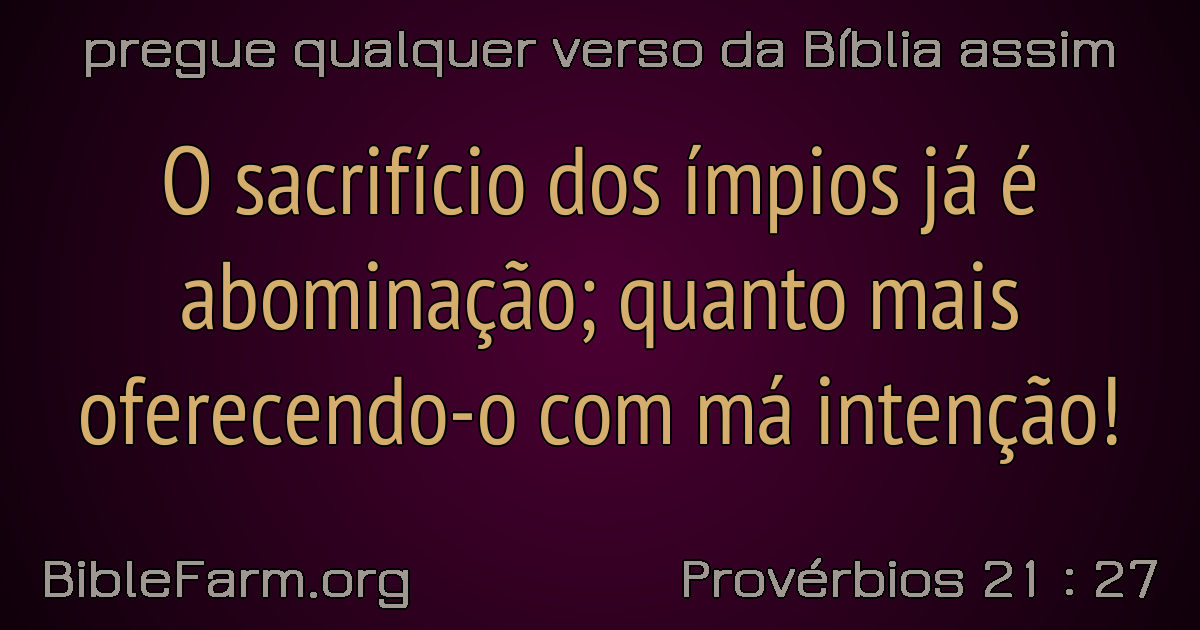 pregue qualquer verso da Bíblia assim
O sacrifício dos ímpios já é
abominação; quanto mais
oferecendo-o com má intenção!
BibleFarm.org
Provérbios 21 : 27